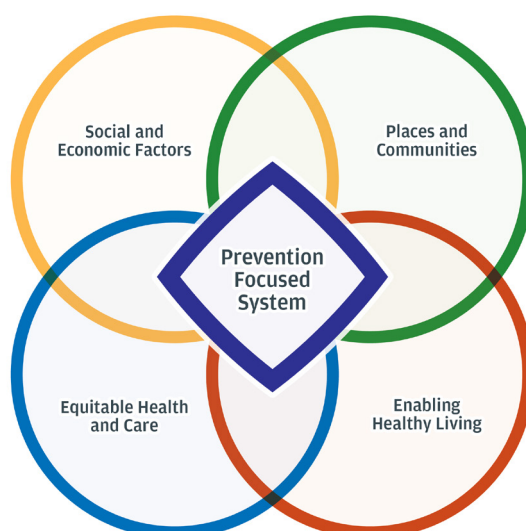 Social and
Economic Factors
Places and
Communities
Prevention
Focused
System
Equitable Health
and Care
Enabling
Healthy Living